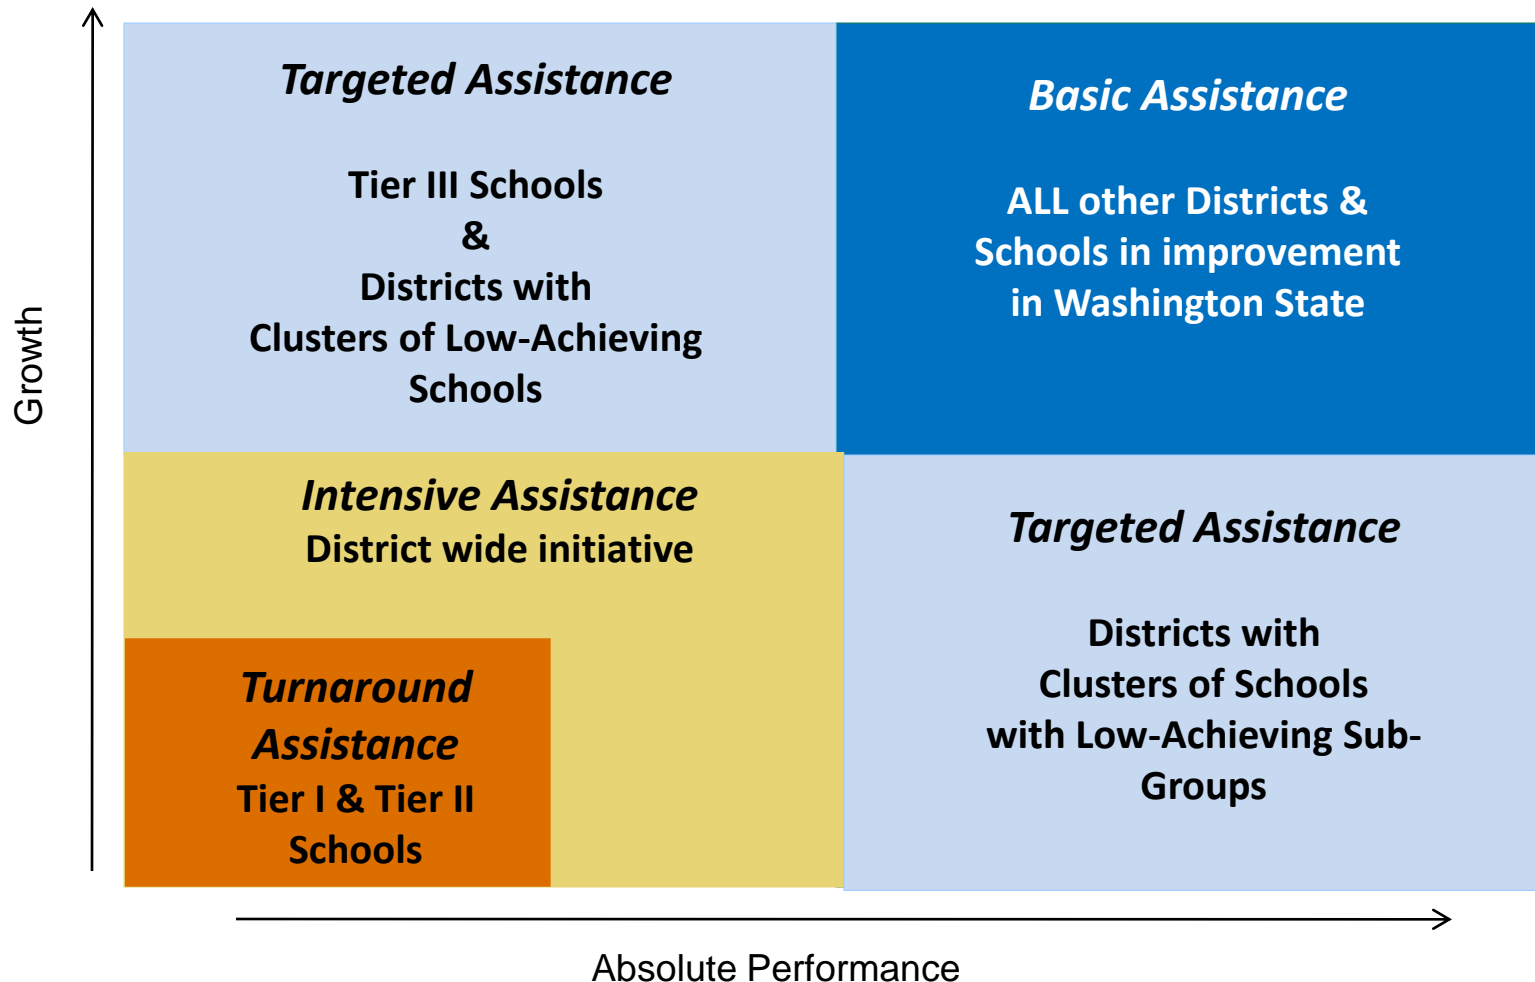 Targeted Assistance
Tier III Schools
&
Districts with
Clusters of Low-Achieving
Schools
Basic Assistance
ALL other Districts &
Schools in improvement
in Washington State
Growth
Intensive Assistance
District wide initiative
Turnaround
Assistance
Tier I & Tier II
Schools
Targeted Assistance
Districts with
Clusters of Schools
with Low-Achieving Sub-
Groups
Absolute Performance